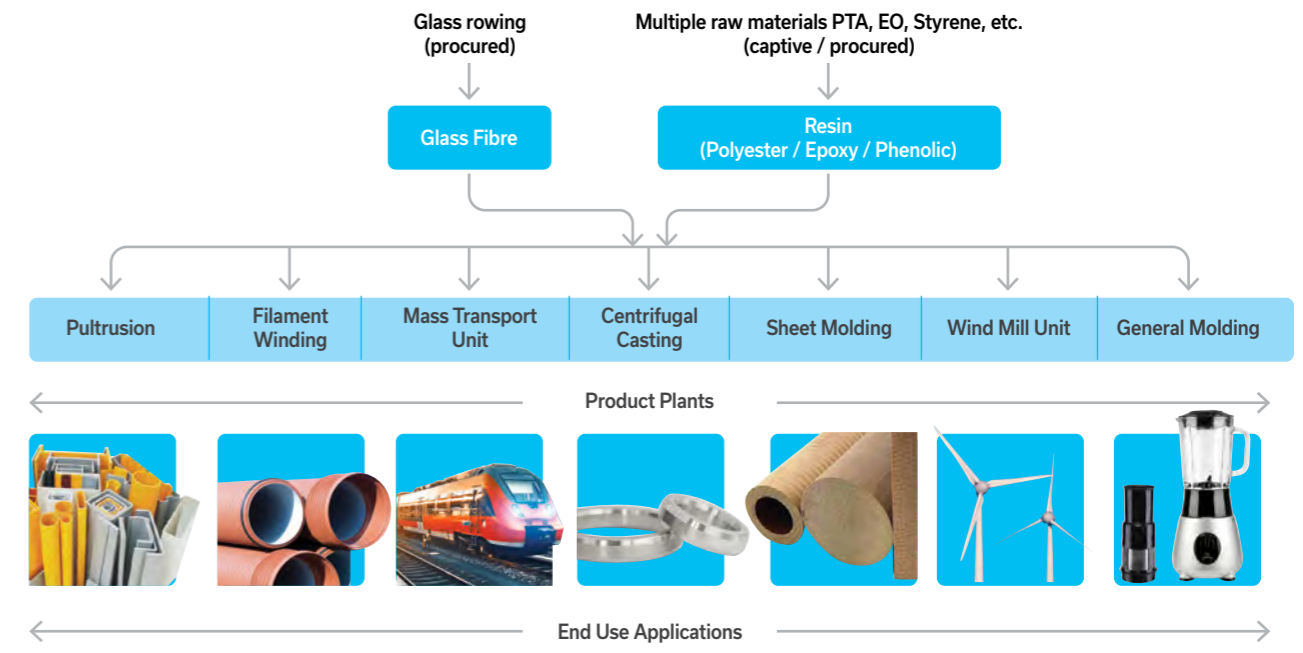 Glass rowing
(procured)
Multiple raw materials PTA, EO, Styrene, etc.
(captive / procured)
Glass Fibre
Resin
(Polyester / Epoxy / Phenolic)
Pultrusion
Filament
Winding
Mass Transport
Unit
Centrifugal
Casting
Sheet Molding
Wind Mill Unit
General Molding
Product Plants
End Use Applications